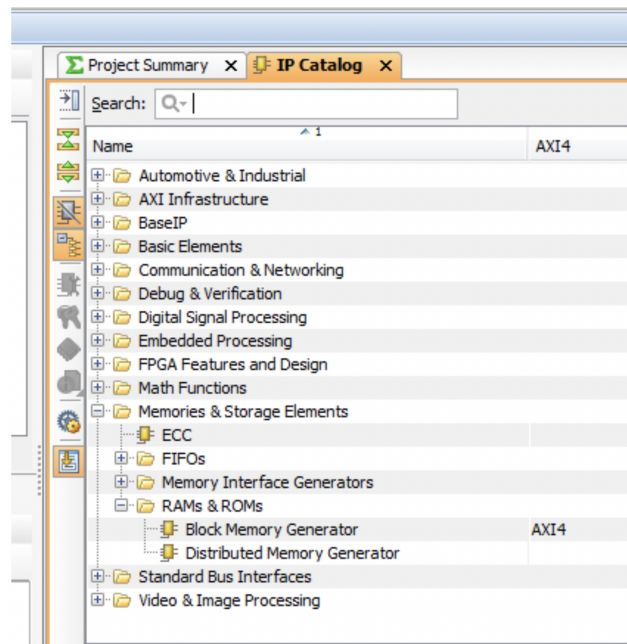 Project Summary x IP Catalog x
Search:
1
Name AXI4
Automotive & Industrial
AXI Infrastructure
BaseIP
Basic Elements
Communication & Networking
Debug & Verification
Digital Signal Processing
Embedded Processing
FPGA Features and Design
Math Functions
Memories & Storage Elements
ECC
FIFOs
Memory Interface Generators
RAMs & ROMs
Block Memory Generator AXI4
Distributed Memory Generator
Standard Bus Interfaces
Video & Image Processing